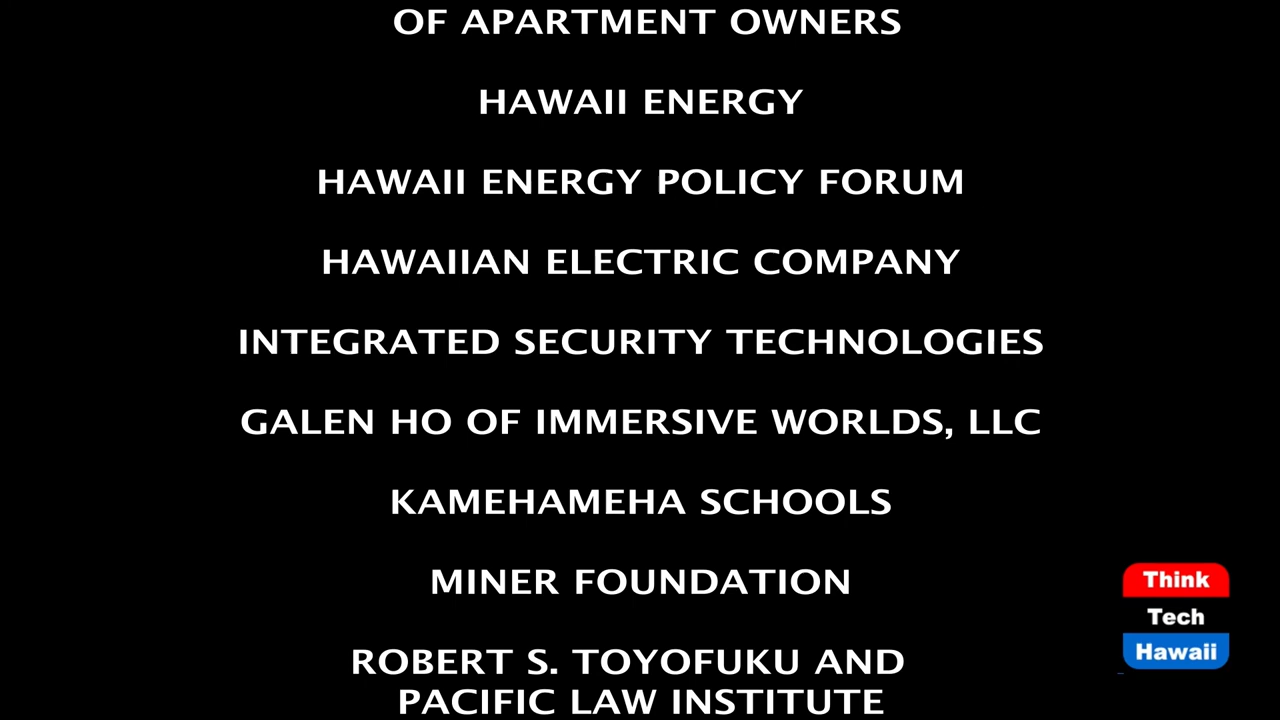 OF APARTMENT OWNERS
HAWAII ENERGY
HAWAII ENERGY POLICY FORUM
HAWAIIAN ELECTRIC COMPANY
INTEGRATED SECURITY TECHNOLOGIES
GALEN HO OF IMMERSIVE WORLDS, LLC
KAMEHAMEHA SCHOOLS
MINER FOUNDATION
ROBERT S. TOYOFUKU AND
PACIFIC LAW INSTITUTE
Think
Tech
Hawaii